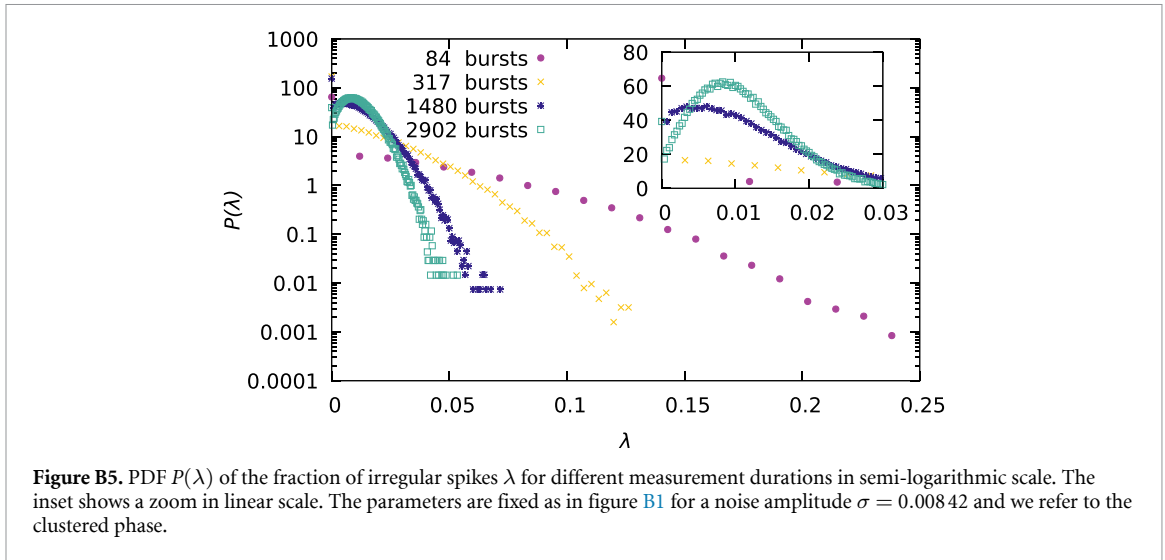 1000
100
10
1
0.1
0.01
0.001
0.0001
P(λ)
84 bursts
317 bursts
1480 bursts
2902 bursts
80
60
40
20
0
0 0.01 0.02 0.03
0 0.05 0.1 0.15 0.2 0.25
λ
Figure B5. PDF P(λ) of the fraction of irregular spikes λ for different measurement durations in semi-logarithmic scale. The
inset shows a zoom in linear scale. The parameters are fixed as in figure B1 for a noise amplitude σ = 0.008 42 and we refer to the
clustered phase.